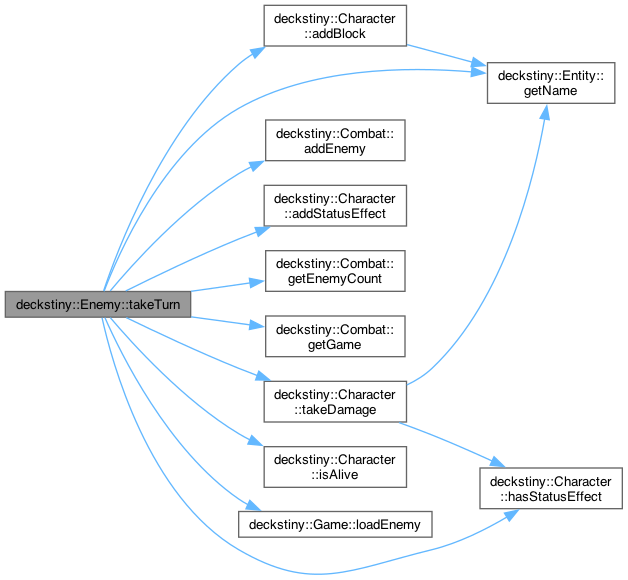 deckstiny::Character
::addBlock
deckstiny::Entity::
getName
deckstiny::Combat::
addEnemy
deckstiny::Character
::addStatusEffect
deckstiny::Combat::
getEnemyCount
deckstiny::Enemy::takeTurn
deckstiny::Combat::
getGame
deckstiny::Character
::takeDamage
deckstiny::Character
::isAlive
deckstiny::Character
::hasStatusEffect
deckstiny::Game::loadEnemy